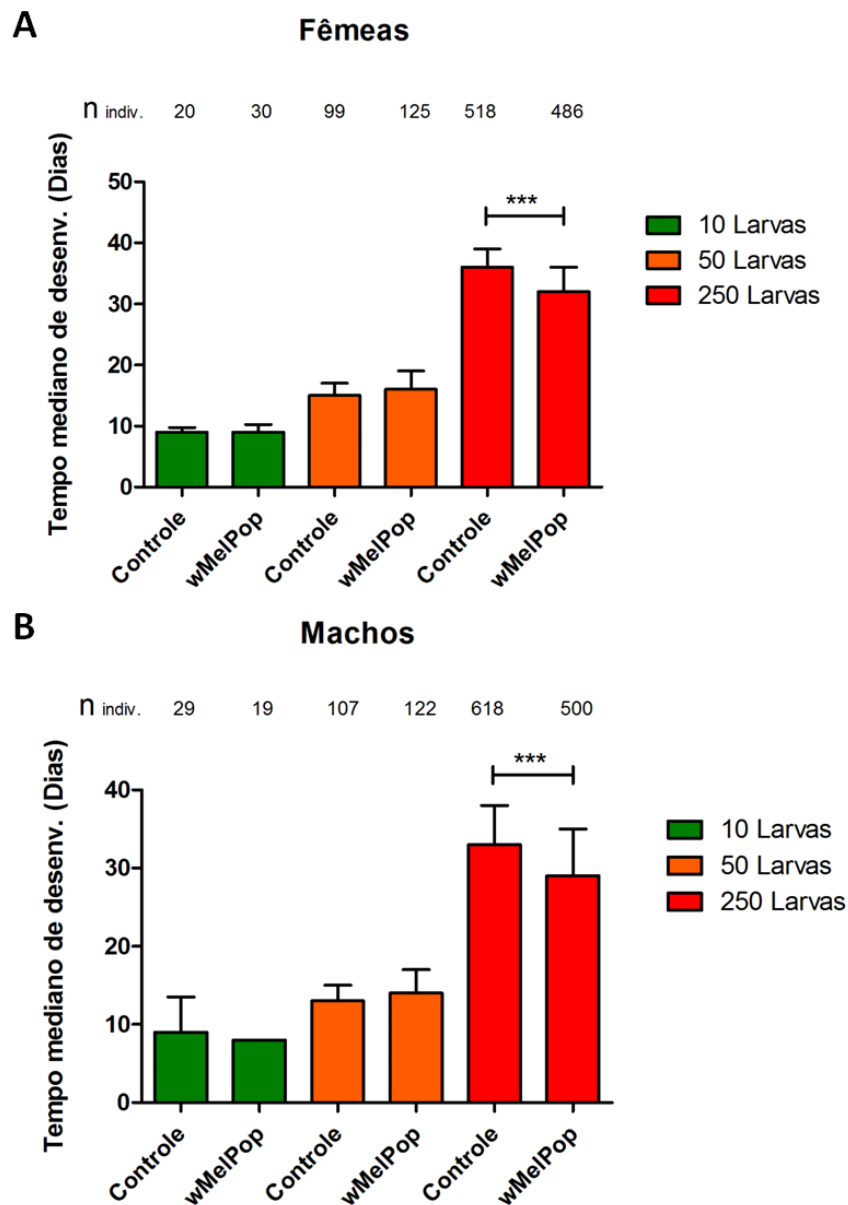 A
Fêmeas
n indiv. 20 30 99 125 518 486
Tempo mediano de desenv. (Dias)
50
40
30
20
10
0
***
10 Larvas
50 Larvas
250 Larvas
Controle
wMelPop
Controle
wMelPop
Controle
wMelPop
B
Machos
n indiv. 29 19 107 122 618 500
Tempo mediano de desenv. (Dias)
40
30
20
10
0
***
10 Larvas
50 Larvas
250 Larvas
Controle
wMelPop
Controle
wMelPop
Controle
wMelPop